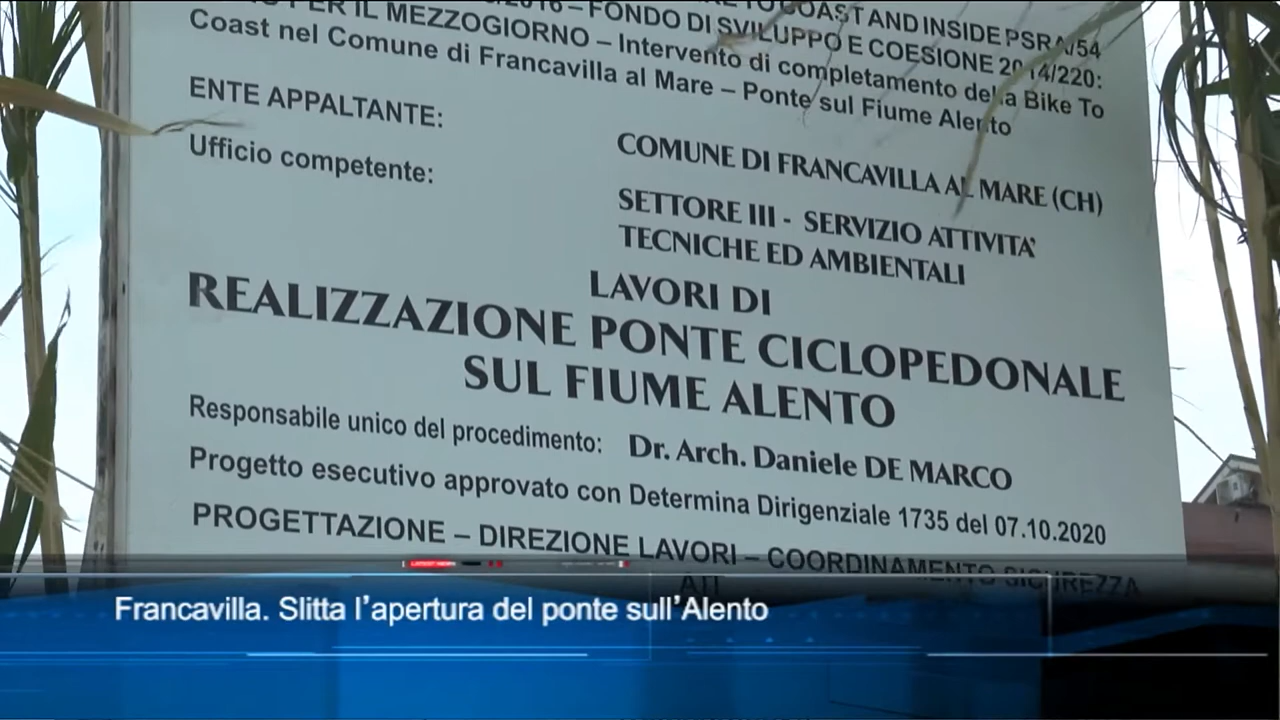 COAST AND INSIDE PSRA/54
PER IL MEZZOGIORNO – FONDO DI SVILUPPO E COESIONE 2014/220:
– Intervento di completamento della Bike To
Coast nel Comune di Francavilla al Mare – Ponte sul Fiume Alento
ENTE APPALTANTE:
COMUNE DI FRANCAVILLA AL MARE (CH)
Ufficio competente:
SETTORE III - SERVIZIO ATTIVITA'
TECNICHE ED AMBIENTALI
LAVORI DI
REALIZZAZIONE PONTE CICLOPEDONALE
SUL FIUME ALENTO
Responsabile unico del procedimento: Dr. Arch. Daniele DE MARCO
Progetto esecutivo approvato con Determina Dirigenziale 1735 del 07.10.2020
PROGETTAZIONE – DIREZIONE LAVORI – COORDINAMENTO SICUREZZA
ATI
LATEST NEWS
Francavilla. Slitta l'apertura del ponte sull'Alento